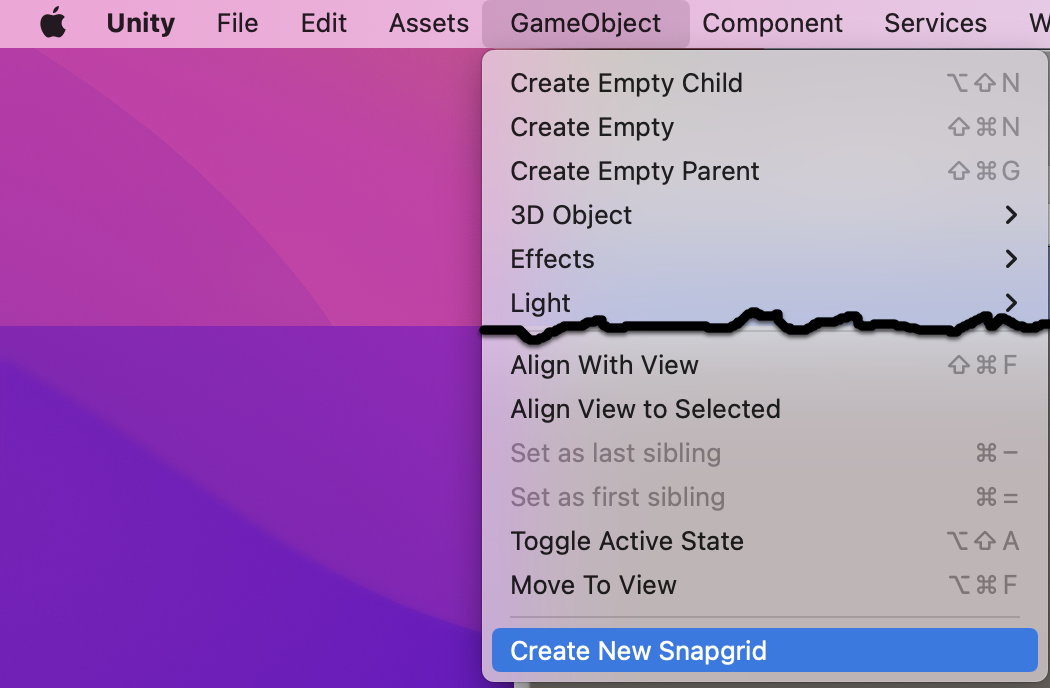 Unity File Edit Assets GameObject Component Services W
Create Empty Child ⌥⇧N
Create Empty ⇧⌘N
Create Empty Parent ⇧⌘G
3D Object
Effects
Light
Align With View ⇧⌘F
Align View to Selected
Set as last sibling ⌘−
Set as first sibling ⌘=
Toggle Active State ⌥⇧A
Move To View ⌥⌘F
Create New Snapgrid